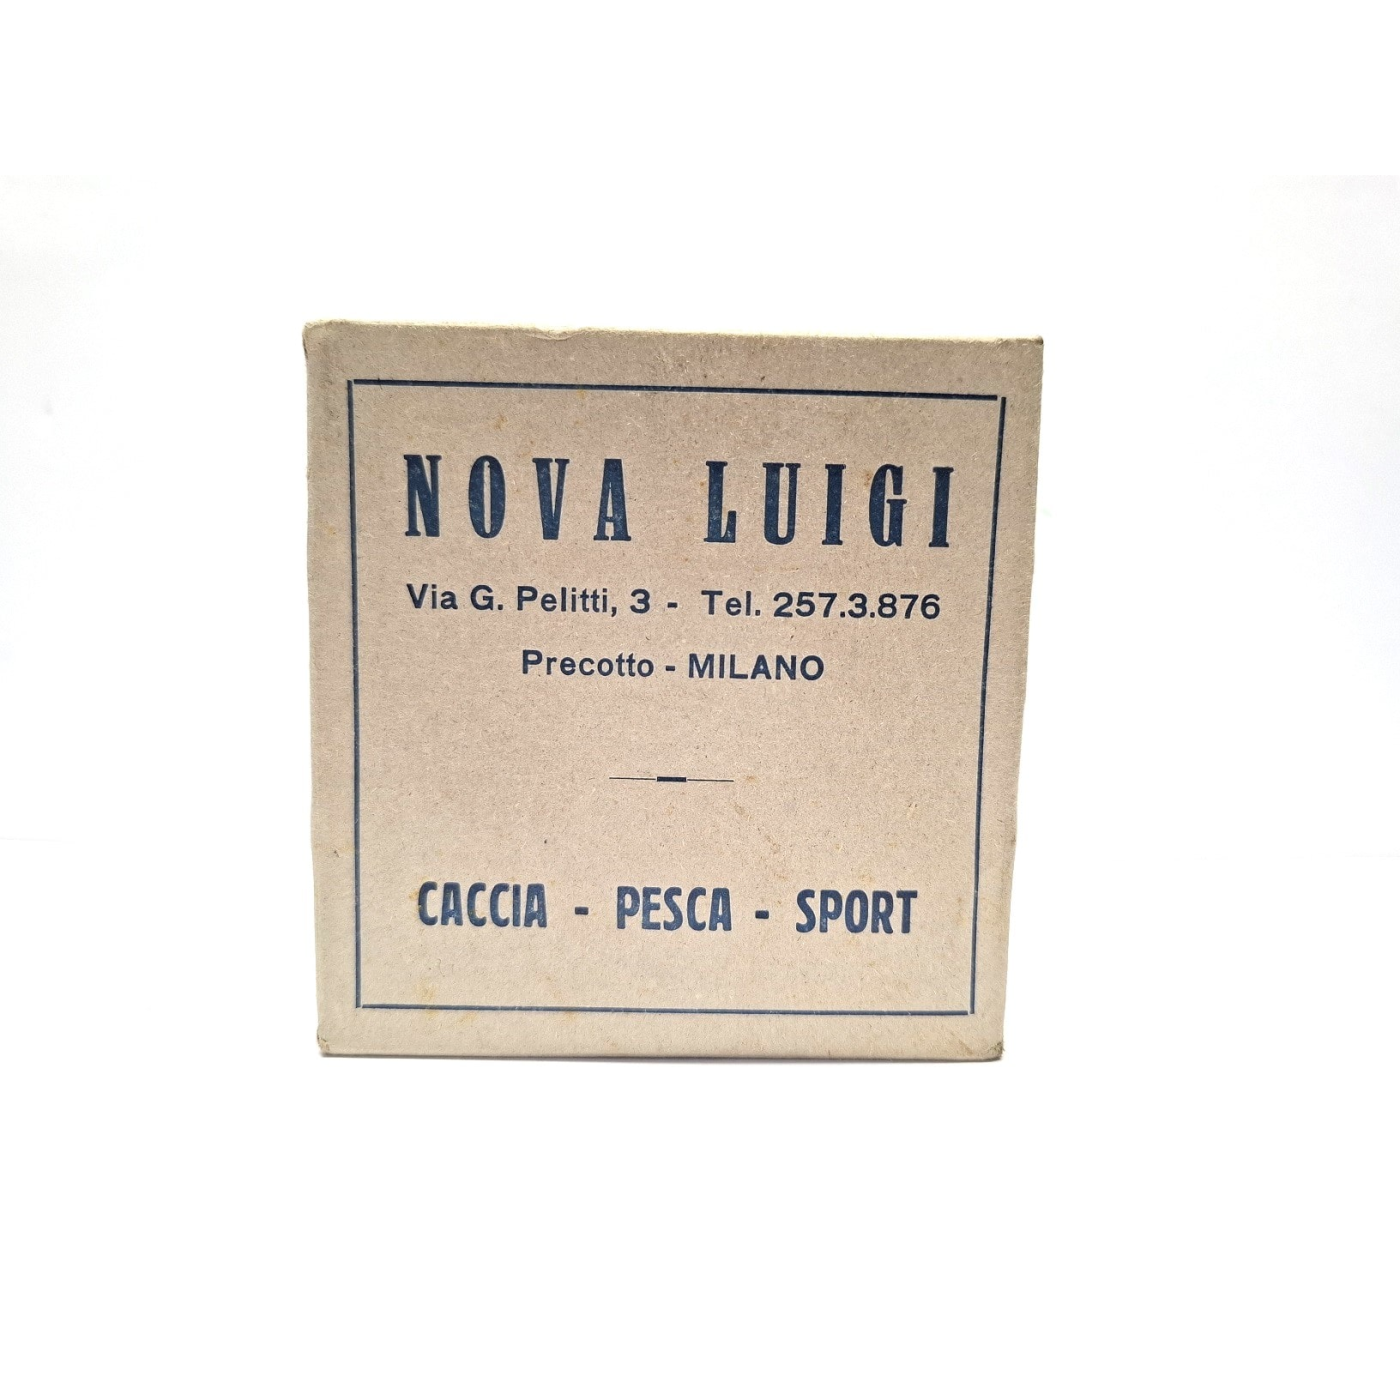 NOVA LUIGI
Via G. Pelitti, 3 - Tel. 257.3.876
Precotto - MILANO
CACCIA - PESCA - SPORT